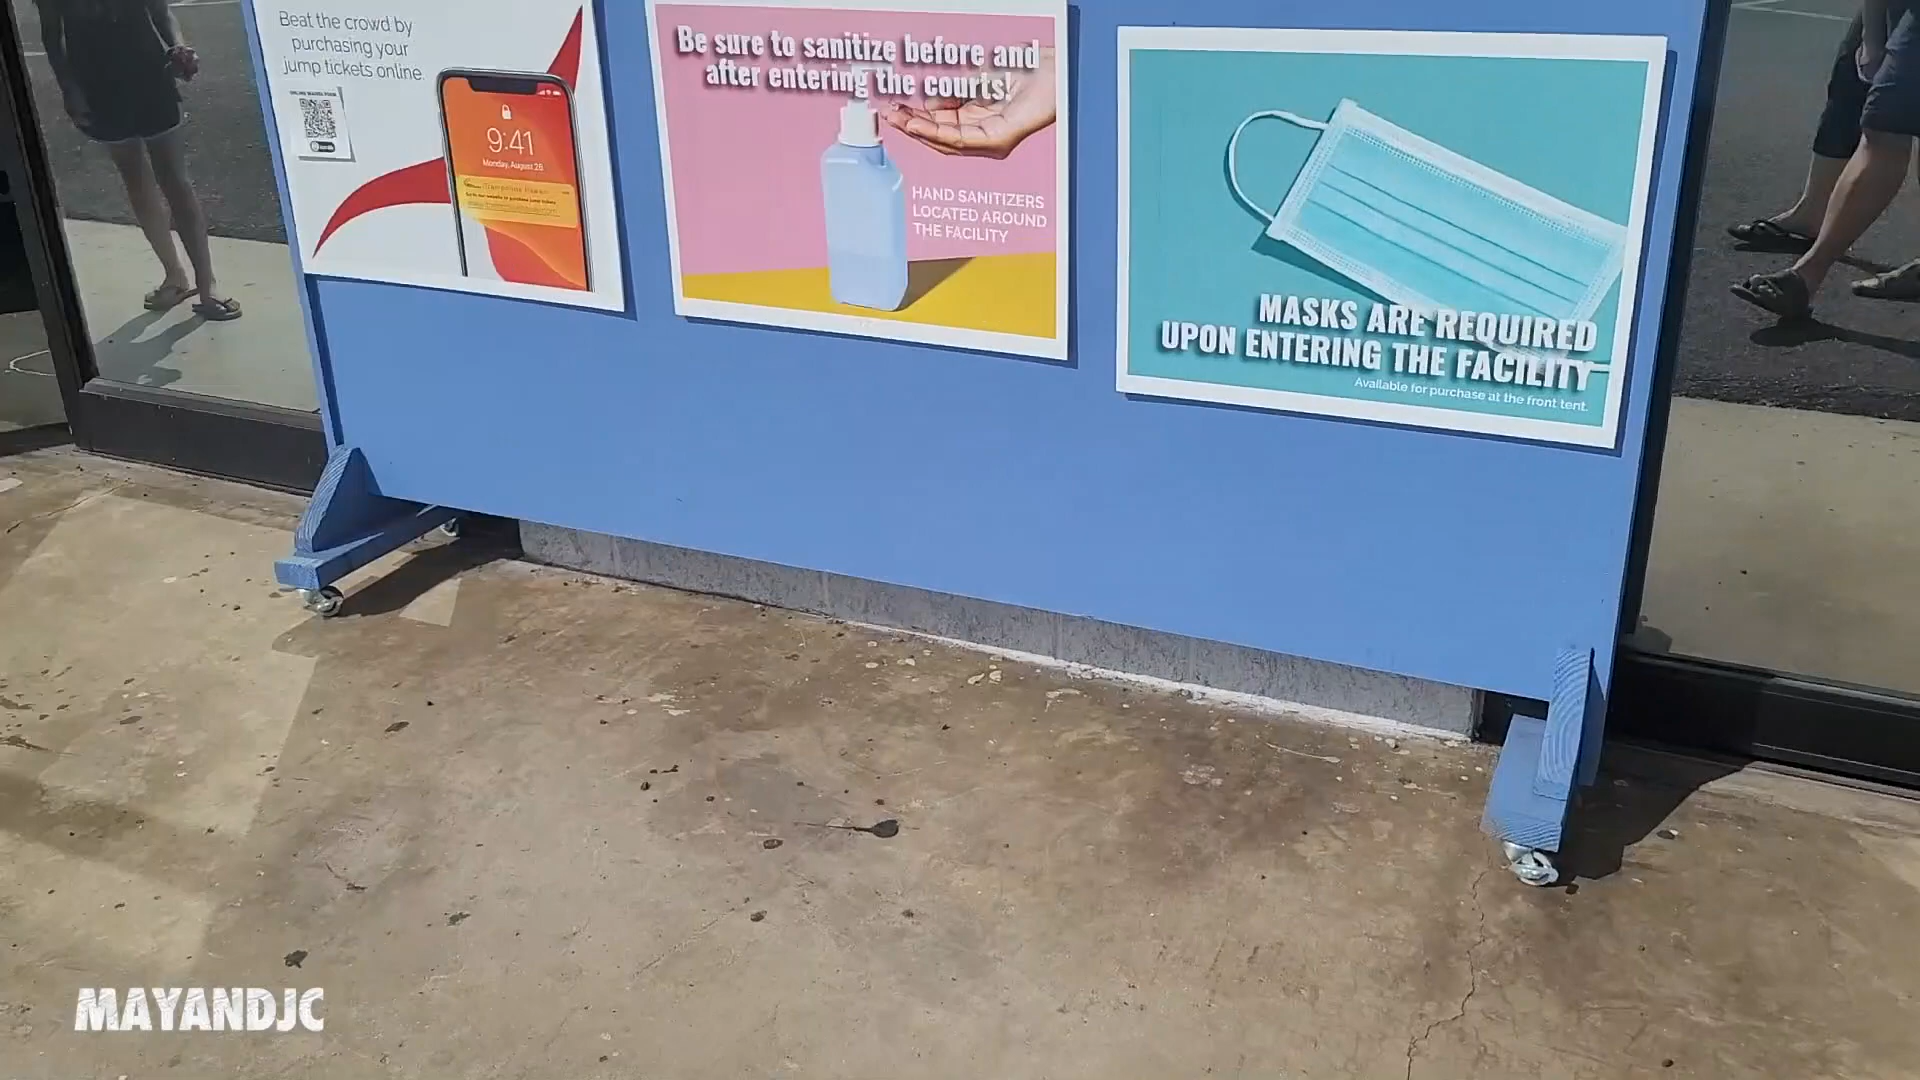 Beat the crowd by
purchasing your
jump tickets online.
9:41
Monday, August 26
Be sure to sanitize before and
after entering the courts!
HAND SANITIZERS
LOCATED AROUND
THE FACILITY
MASKS ARE REQUIRED
UPON ENTERING THE FACILITY
Available for purchase at the front tent.
MAYANDJC